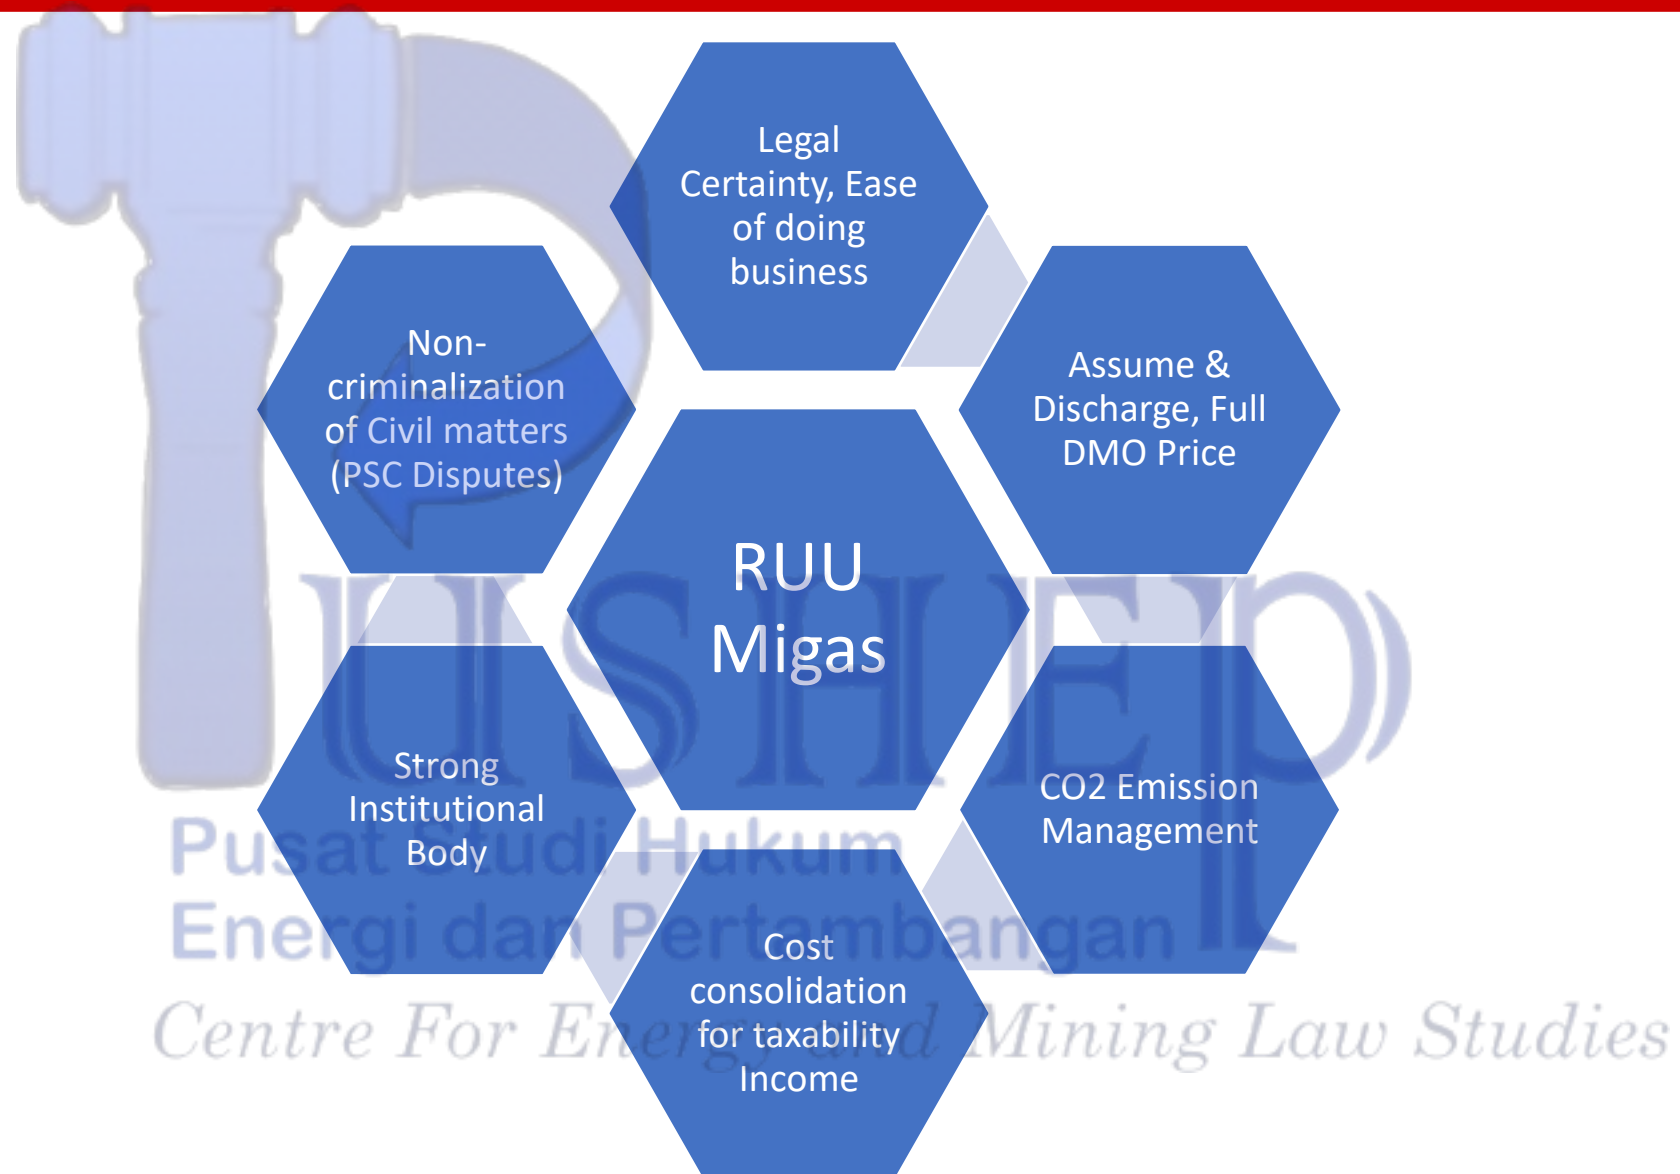 Legal
Certainty, Ease
of doing
business
Assume &
Discharge, Full
DMO Price
CO2 Emission
Management
Cost
consolidation
for taxability
Income
Strong
Institutional
Body
Non-
criminalization
of Civil matters
(PSC Disputes)
RUU
Migas
USHEP
Pusat Studi Hukum
Energi dan Pertambangan
Centre For Energy and Mining Law Studies